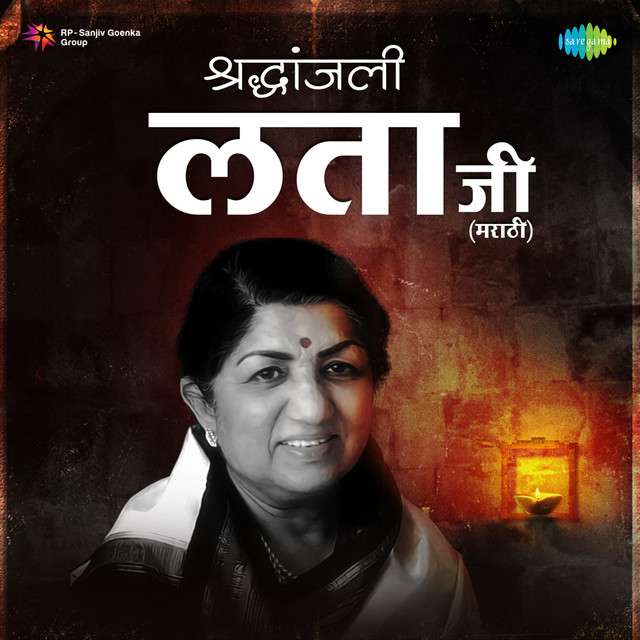 RP - Sanjiv Goenka
Group
saregama
श्रद्धांजली
लता जी
(मराठी)